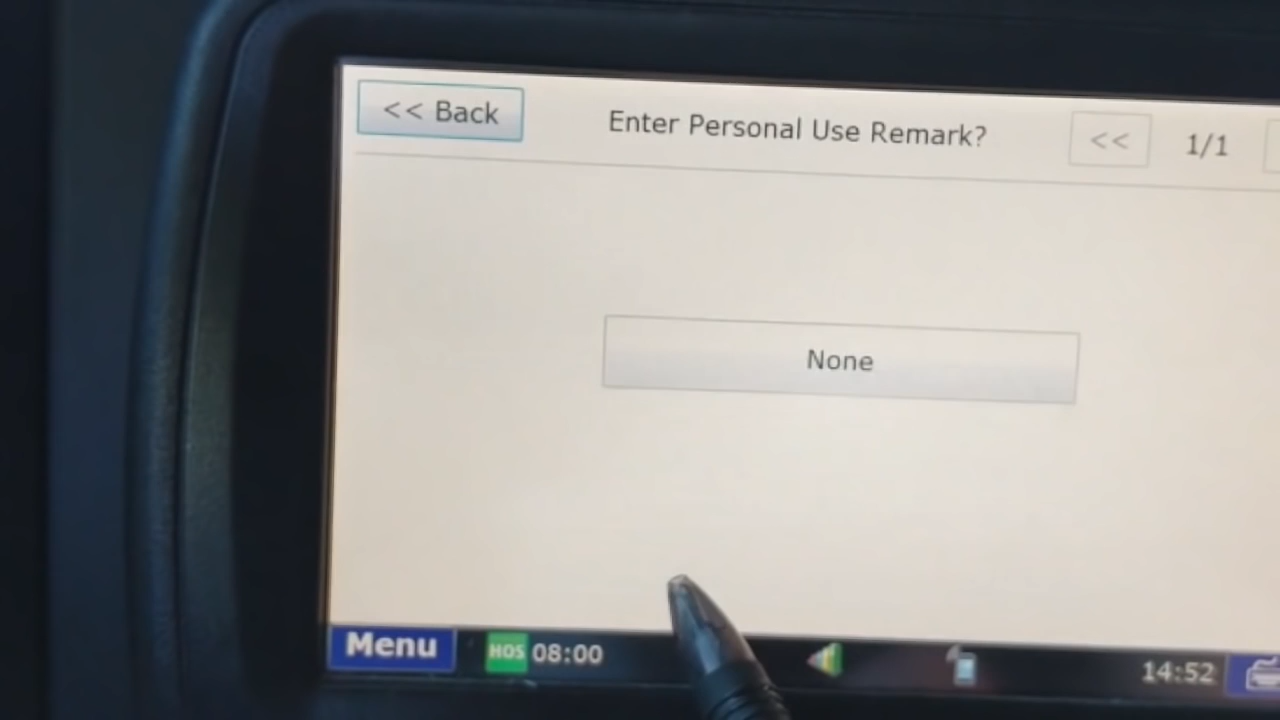 << Back
Enter Personal Use Remark?
<<
1/1
None
Menu
HOS 08:00
14:52